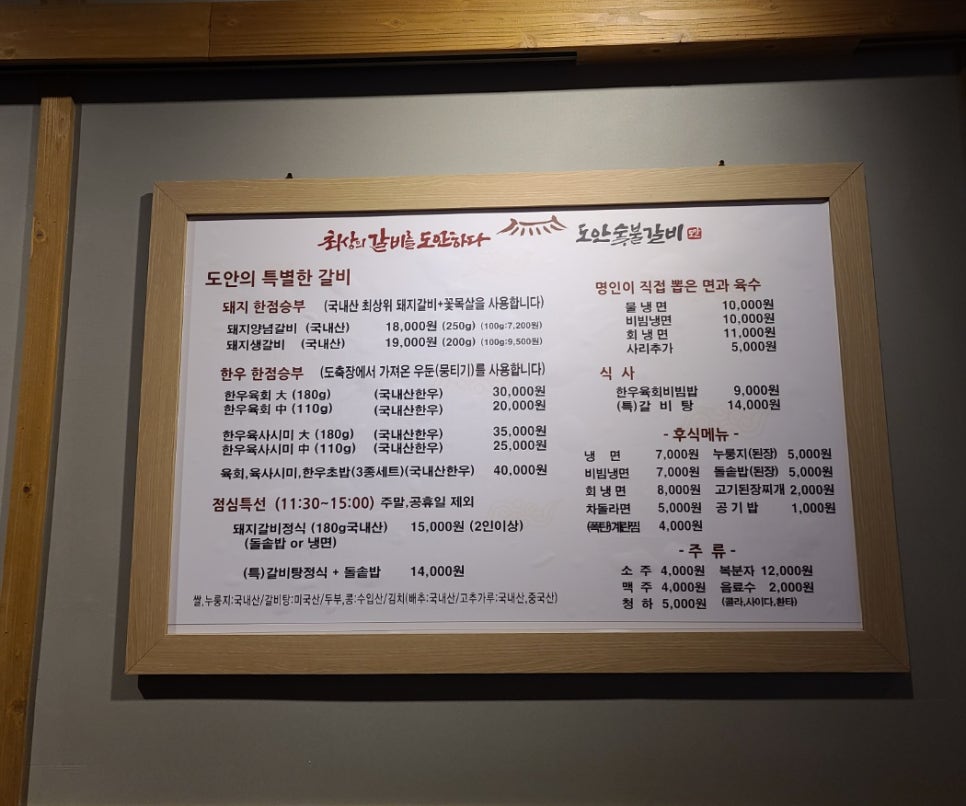 최상의 갈비를 도안하다
도안숯불갈비
도안의 특별한 갈비
돼지 한점승부 (국내산 최상위 돼지갈비+꽃목살을 사용합니다)
돼지양념갈비 (국내산) 18,000원 (250g) (100g:7,200원)
돼지생갈비 (국내산) 19,000원 (200g) (100g:9,500원)
한우 한점승부 (도축장에서 가져온 우둔(뭉티기)를 사용합니다)
한우육회 大 (180g) (국내산한우) 30,000원
한우육회 中 (110g) (국내산한우) 20,000원
한우육사시미 大 (180g) (국내산한우) 35,000원
한우육사시미 中 (110g) (국내산한우) 25,000원
육회,육사시미,한우초밥(3종세트)(국내산한우) 40,000원
점심특선 (11:30~15:00) 주말,공휴일 제외
돼지갈비정식 (180g국내산) 15,000원 (2인이상)
(돌솥밥 or 냉면)
(특)갈비탕정식 + 돌솥밥 14,000원
쌀,누룽지:국내산/갈비탕:미국산/두부,콩:수입산/김치(배추:국내산/고추가루:국내산,중국산)
명인이 직접 뽑은 면과 육수
물냉면 10,000원
비빔냉면 10,000원
회냉면 11,000원
사리추가 5,000원
식 사
한우육회비빔밥 9,000원
(특)갈 비 탕 14,000원
- 후식메뉴 -
냉 면 7,000원 누룽지(된장) 5,000원
비빔냉면 7,000원 돌솥밥(된장) 5,000원
회냉면 8,000원 고기된장찌개 2,000원
차돌라면 5,000원 공기밥 1,000원
4,000원
- 주 류 -
소 주 4,000원 복분자 12,000원
맥 주 4,000원 음료수 2,000원
청 하 5,000원 (콜라,사이다,환타)